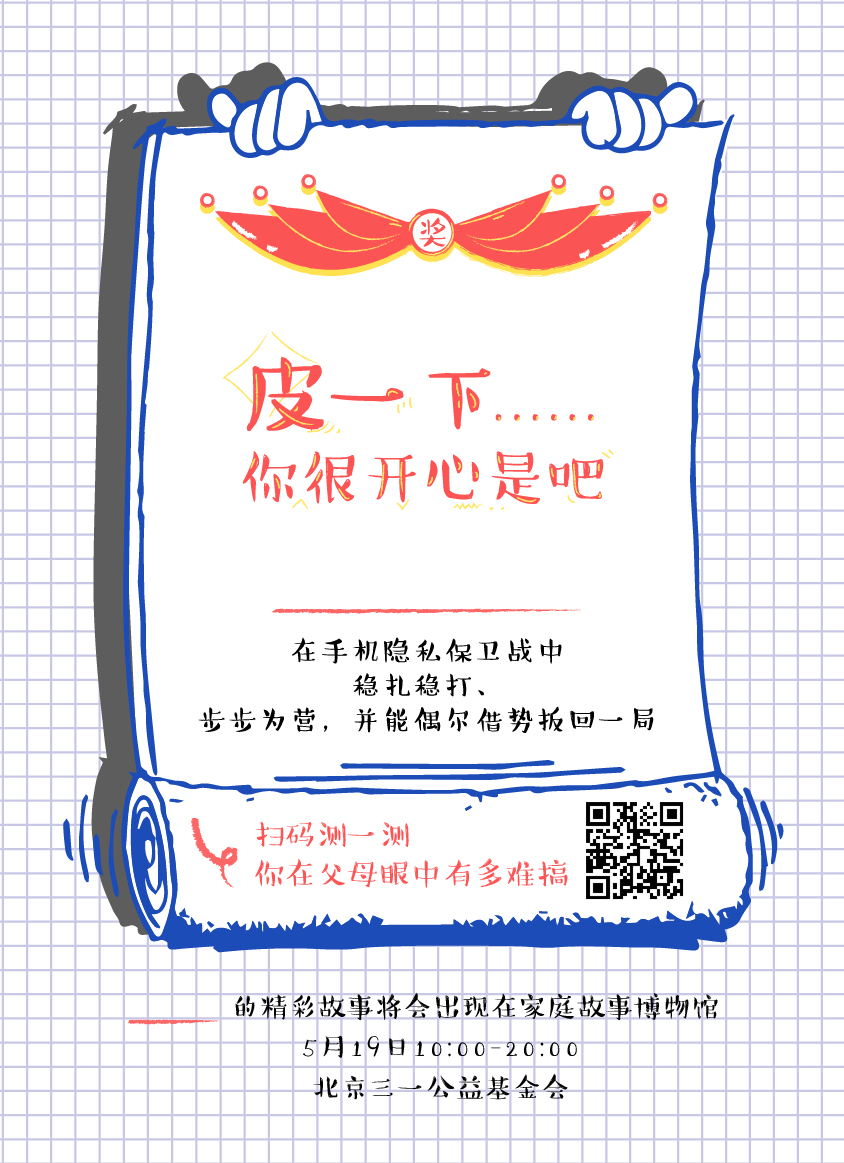 奖
皮一下......
你很开心是吧
在手机隐私保卫战中
稳扎稳打、
步步为营，并能偶尔借势扳回一局
扫码测一测
你在父母眼中有多难搞
的精彩故事将会出现在家庭故事博物馆
5月19日10:00-20:00
北京三一公益基金会